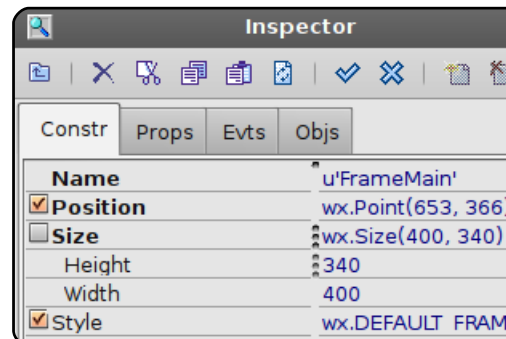 Inspector
Constr Props Evts Objs
Name u'FrameMain'
Position wx.Point(653, 366)
Size wx.Size(400, 340)
Height 340
Width 400
Style wx.DEFAULT_FRAM